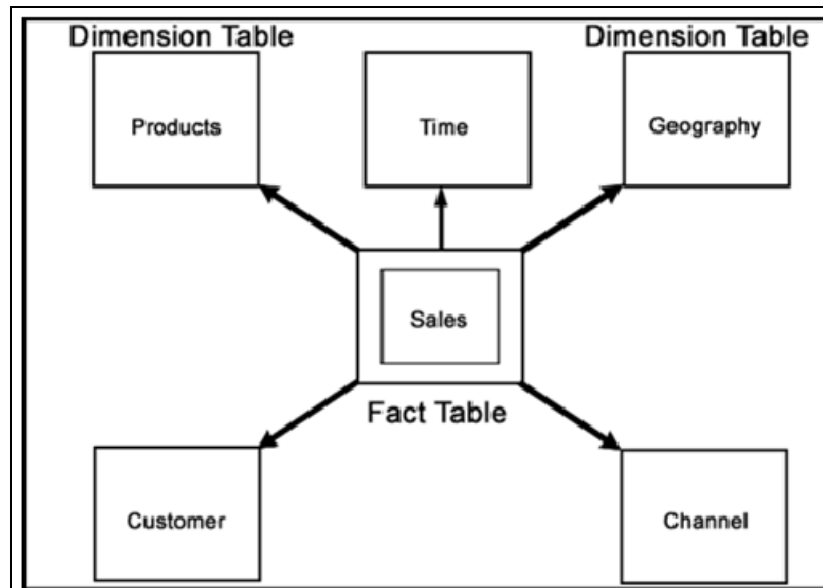 Dimension Table
Dimension Table
Products
Time
Geography
Sales
Fact Table
Customer
Channel